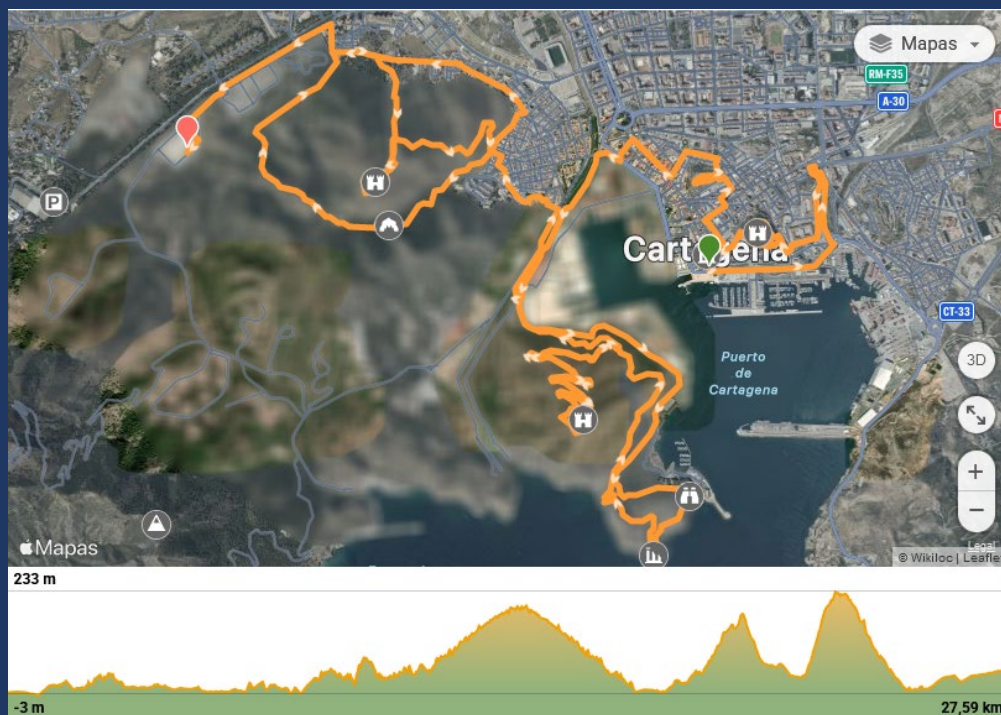 Mapas
RM-F35
A-30
P
Cartagena
CT-33
3D
Puerto
de
Cartagena
+
−
Mapas
Legal
© Wikiloc | Leafle
233 m
-3 m
27,59 km